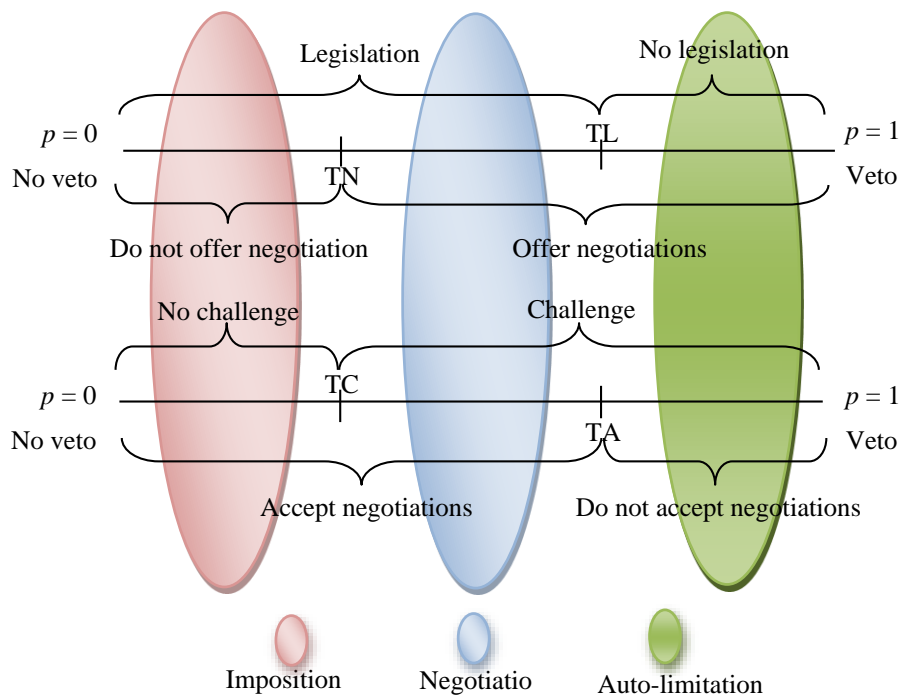 Legislation
No legislation
p = 0
TL
p = 1
No veto
TN
Veto
Do not offer negotiation
Offer negotiations
No challenge
Challenge
TC
p = 0
p = 1
No veto
TA
Veto
Accept negotiations
Do not accept negotiations
Imposition
Negotiatio
Auto-limitation